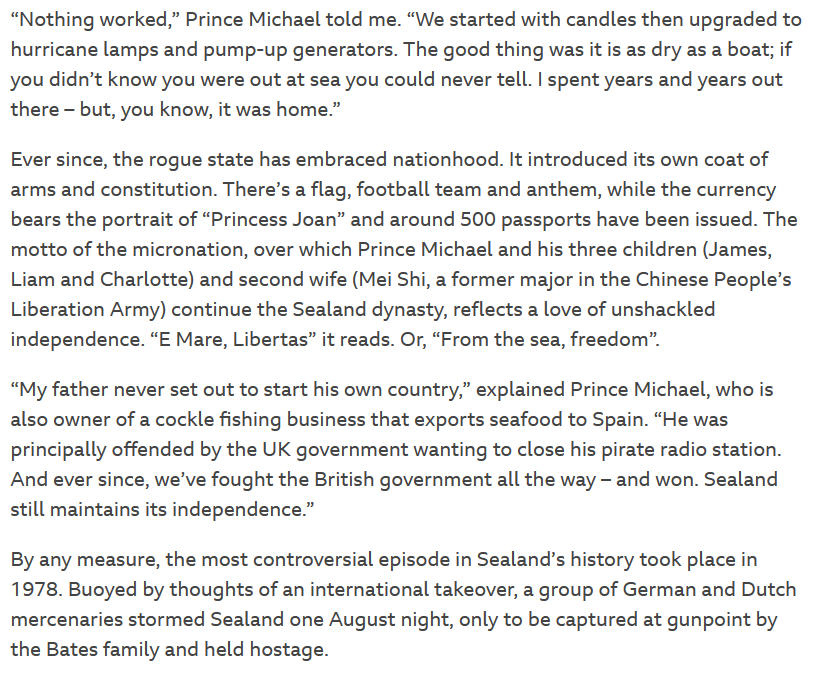 “Nothing worked,” Prince Michael told me. “We started with candles then upgraded to
hurricane lamps and pump-up generators. The good thing was it is as dry as a boat; if
you didn’t know you were out at sea you could never tell. I spent years and years out
there – but, you know, it was home.”
Ever since, the rogue state has embraced nationhood. It introduced its own coat of
arms and constitution. There’s a flag, football team and anthem, while the currency
bears the portrait of “Princess Joan” and around 500 passports have been issued. The
motto of the micronation, over which Prince Michael and his three children (James,
Liam and Charlotte) and second wife (Mei Shi, a former major in the Chinese People’s
Liberation Army) continue the Sealand dynasty, reflects a love of unshackled
independence. “E Mare, Libertas” it reads. Or, “From the sea, freedom”.
“My father never set out to start his own country,” explained Prince Michael, who is
also owner of a cockle fishing business that exports seafood to Spain. “He was
principally offended by the UK government wanting to close his pirate radio station.
And ever since, we’ve fought the British government all the way – and won. Sealand
still maintains its independence.”
By any measure, the most controversial episode in Sealand’s history took place in
1978. Buoyed by thoughts of an international takeover, a group of German and Dutch
mercenaries stormed Sealand one August night, only to be captured at gunpoint by
the Bates family and held hostage.